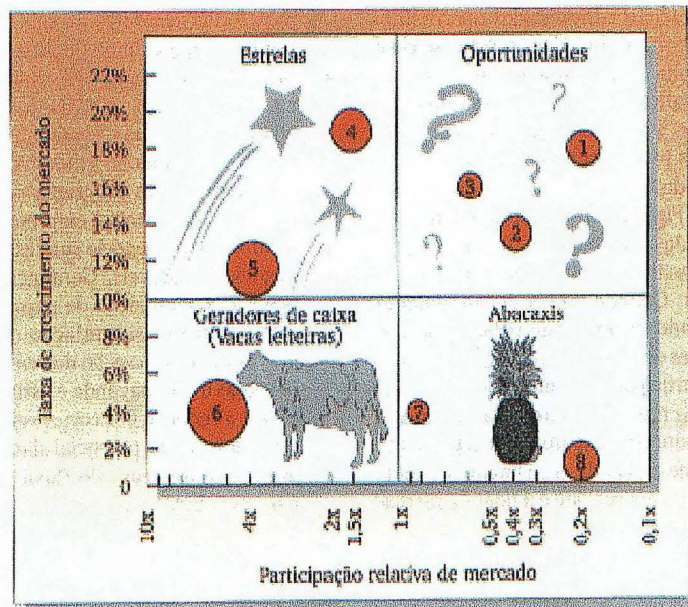 Estrelas
Oportunidades
Taxa de crescimento do mercado
22%
20%
18%
16%
14%
12%
10%
8%
6%
4%
2%
0
4
1
3
2
5
Geradores de caixa
(Vacas leiteiras)
Abacaxis
6
7
8
10x
4x
2x
1,5x
1x
0,5x
0,4x
0,3x
0,2x
0,1x
Participação relativa de mercado